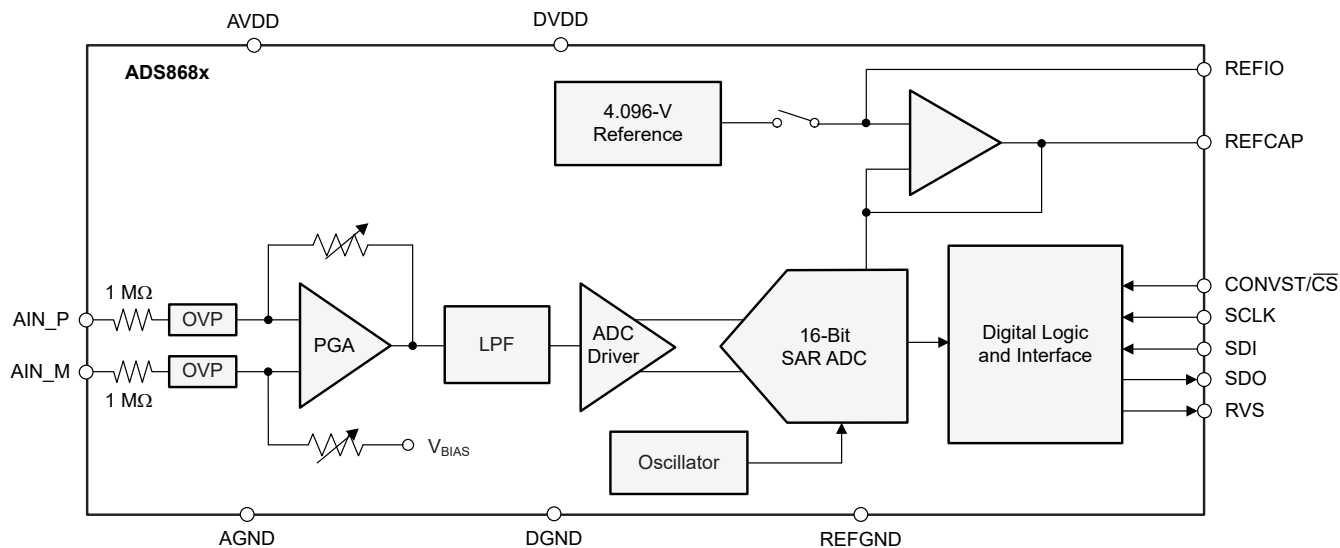 AVDD
DVDD
ADS868x
REFIO
4.096-V
Reference
REFCAP
1 MΩ
OVP
AIN_P
PGA
LPF
ADC
Driver
16-Bit
SAR ADC
Digital Logic
and Interface
CONVST/C̅S̅
SCLK
SDI
SDO
RVS
AIN_M
OVP
1 MΩ
VBIAS
Oscillator
AGND
DGND
REFGND